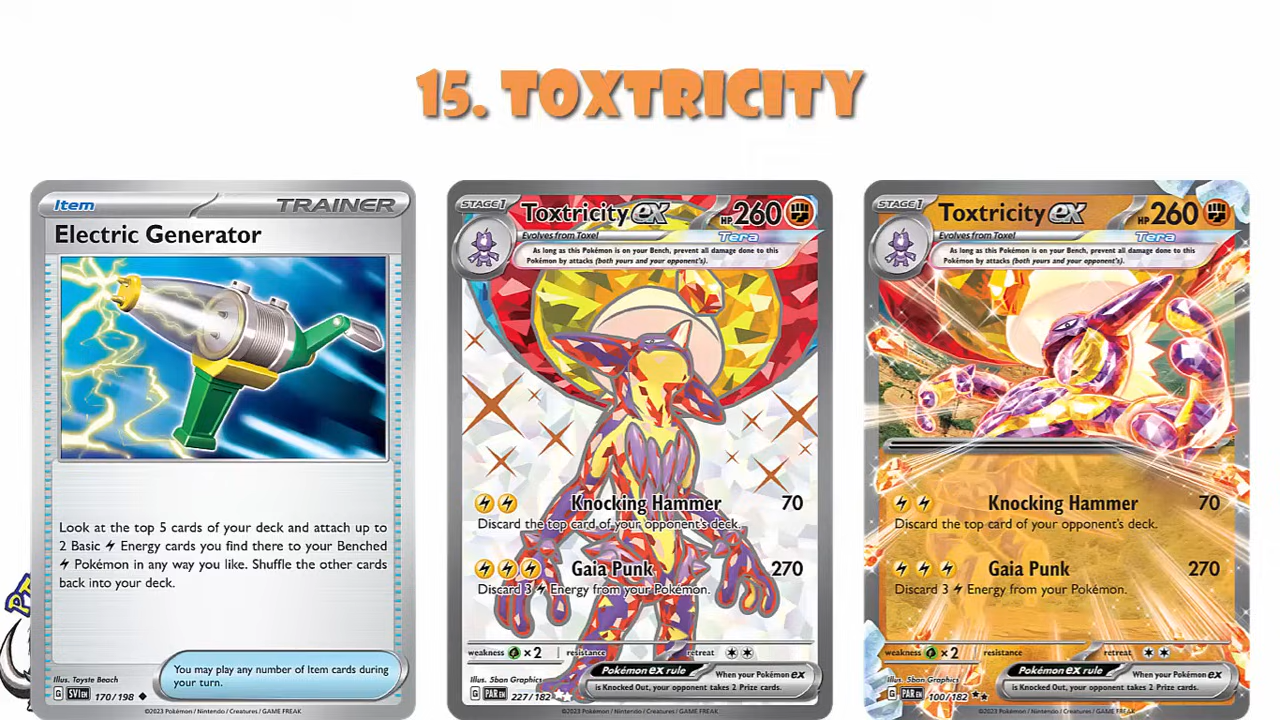 15. TOXTRICITY
Item
TRAINER
Electric Generator
Look at the top 5 cards of your deck and attach up to
2 Basic Energy cards you find there to your Benched
Pokémon in any way you like. Shuffle the other cards
back into your deck.
You may play any number of Item cards during
your turn.
Illus. Toyste Beach
G SVI EN 170/198
©2023 Pokémon / Nintendo / Creatures / GAME FREAK
STAGE 1
Toxtricity ex HP 260
Evolves from Toxel
Tera
As long as this Pokémon is on your Bench, prevent all damage done to this
Pokémon by attacks (both yours and your opponent's).
Knocking Hammer 70
Discard the top card of your opponent's deck.
Gaia Punk 270
Discard 3 Energy from your Pokémon.
weakness ×2 resistance retreat
Illus. 5ban Graphics
Pokémon ex rule When your Pokémon ex
is Knocked Out, your opponent takes 2 Prize cards.
G PAR EN 227/182
©2023 Pokémon / Nintendo / Creatures / GAME FREAK
STAGE 1
Toxtricity ex HP 260
Evolves from Toxel
Tera
As long as this Pokémon is on your Bench, prevent all damage done to this
Pokémon by attacks (both yours and your opponent's).
Knocking Hammer 70
Discard the top card of your opponent's deck.
Gaia Punk 270
Discard 3 Energy from your Pokémon.
weakness ×2 resistance retreat
Illus. 5ban Graphics
Pokémon ex rule When your Pokémon ex
is Knocked Out, your opponent takes 2 Prize cards.
G PAR EN 100/182
©2023 Pokémon / Nintendo / Creatures / GAME FREAK